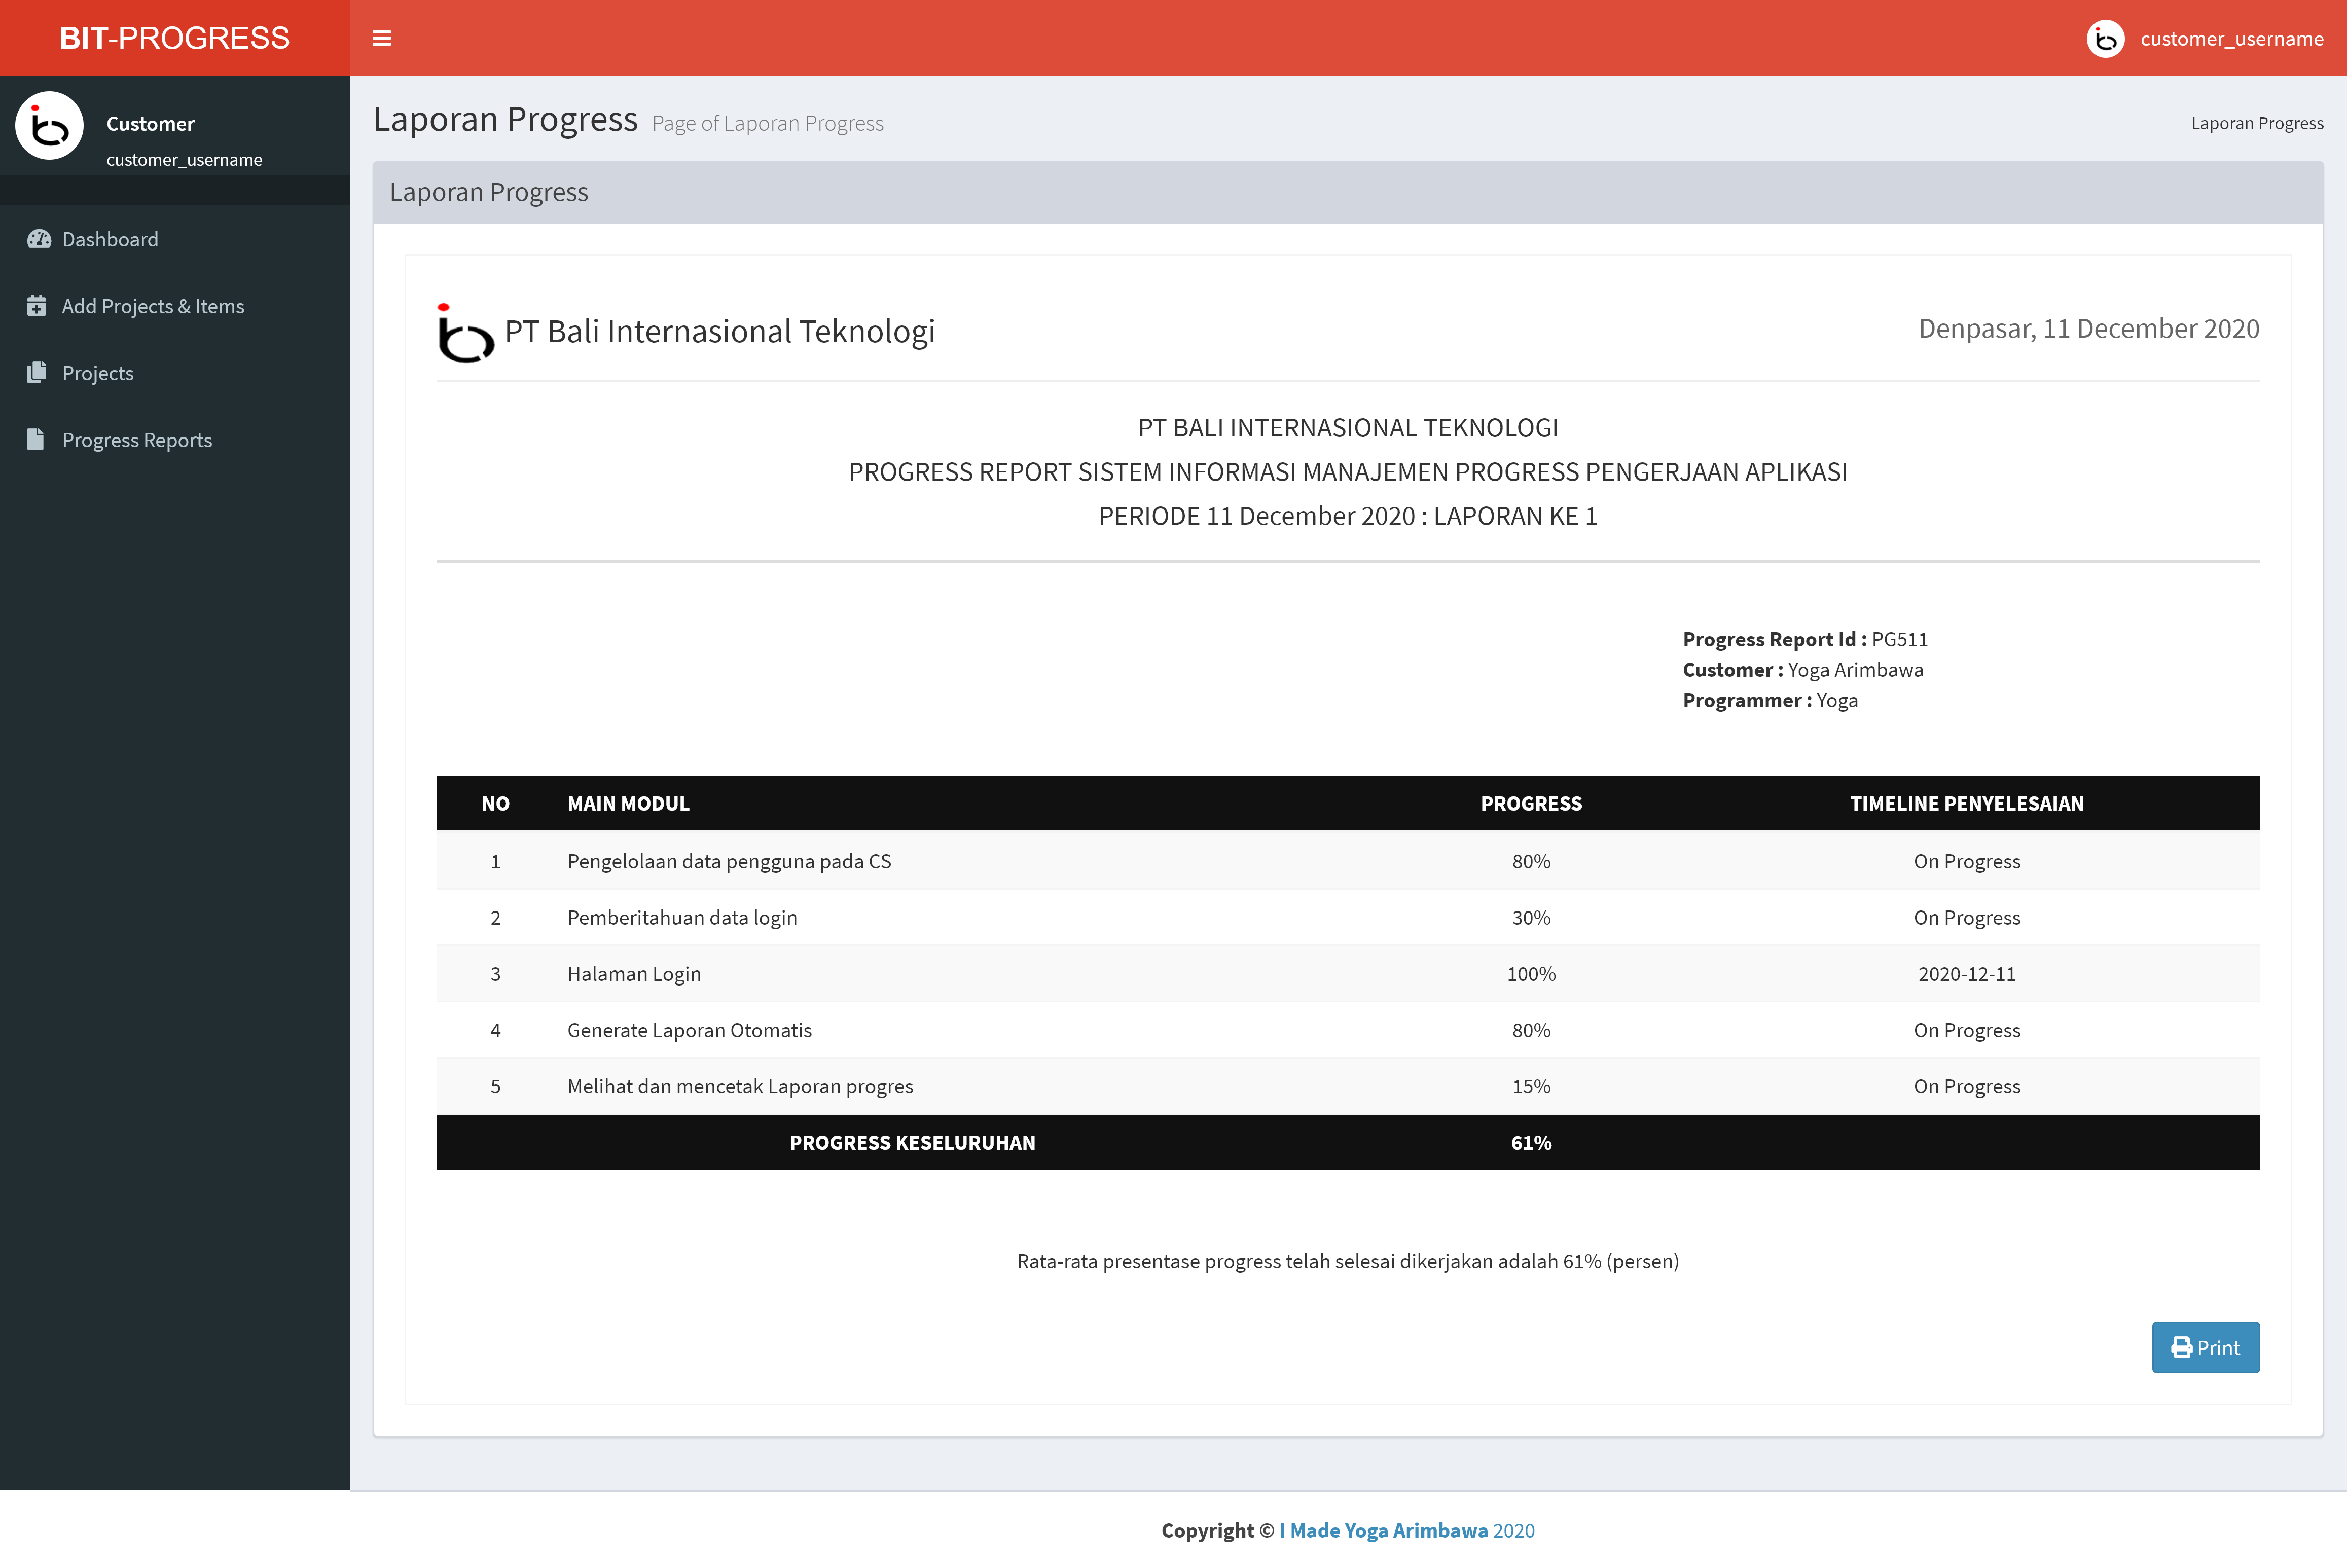 BIT-PROGRESS
customer_username
Customer
customer_username
Dashboard
Add Projects & Items
Projects
Progress Reports
Laporan Progress Page of Laporan Progress
Laporan Progress
Laporan Progress
PT Bali Internasional Teknologi
Denpasar, 11 December 2020
PT BALI INTERNASIONAL TEKNOLOGI
PROGRESS REPORT SISTEM INFORMASI MANAJEMEN PROGRESS PENGERJAAN APLIKASI
PERIODE 11 December 2020 : LAPORAN KE 1
Progress Report Id : PG511
Customer : Yoga Arimbawa
Programmer : Yoga
NO MAIN MODUL PROGRESS TIMELINE PENYELESAIAN
1 Pengelolaan data pengguna pada CS 80% On Progress
2 Pemberitahuan data login 30% On Progress
3 Halaman Login 100% 2020-12-11
4 Generate Laporan Otomatis 80% On Progress
5 Melihat dan mencetak Laporan progres 15% On Progress
PROGRESS KESELURUHAN 61%
Rata-rata presentase progress telah selesai dikerjakan adalah 61% (persen)
Print
Copyright © I Made Yoga Arimbawa 2020